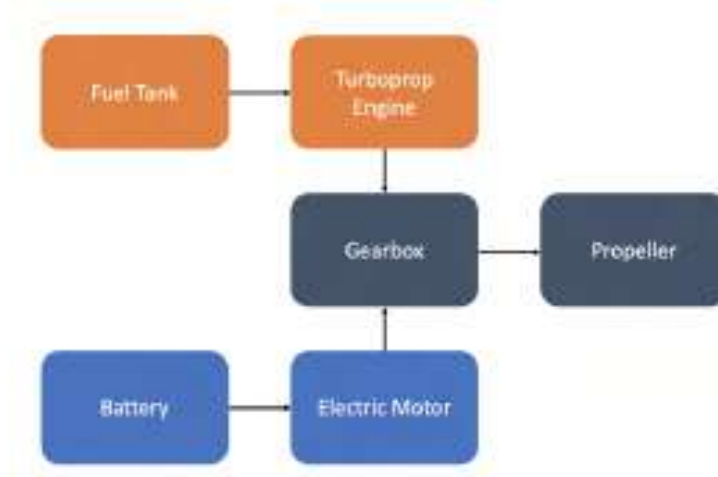 Fuel Tank
Turboprop
Engine
Gearbox
Propeller
Battery
Electric Motor